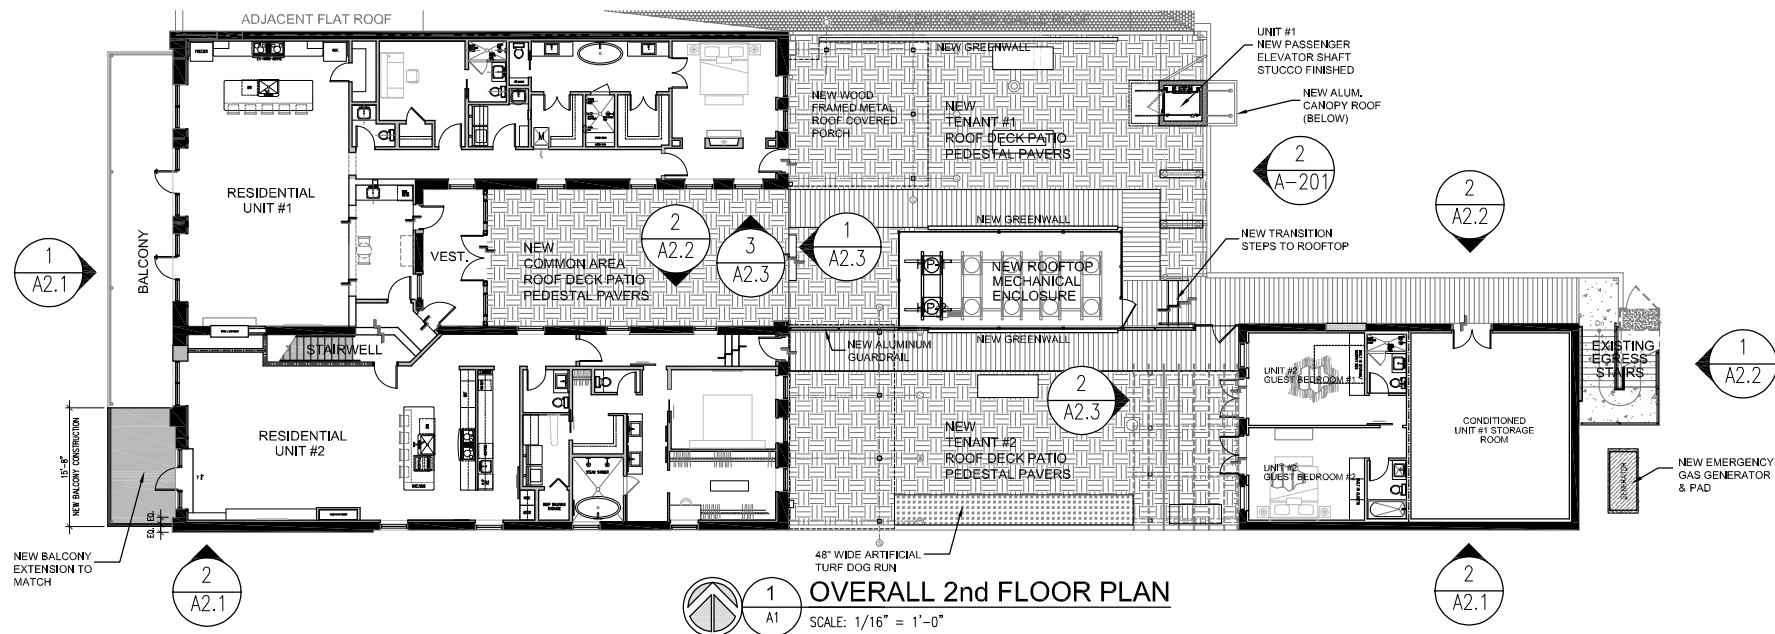 ADJACENT FLAT ROOF
ADJACENT SLOPED GABLE ROOF
UNIT #1
NEW PASSENGER
ELEVATOR SHAFT
STUCCO FINISHED
NEW GREENWALL
NEW WOOD
FRAMED METAL
ROOF COVERED
PORCH
NEW
TENANT #1
ROOF DECK PATIO
PEDESTAL PAVERS
NEW ALUM.
CANOPY ROOF
(BELOW)
2
A-201
2
A2.2
RESIDENTIAL
UNIT #1
BALCONY
1
A2.1
VEST.
NEW
COMMON AREA
ROOF DECK PATIO
PEDESTAL PAVERS
2
A2.2
3
A2.3
1
A2.3
NEW GREENWALL
NEW ROOFTOP
MECHANICAL
ENCLOSURE
NEW TRANSITION
STEPS TO ROOFTOP
STAIRWELL
NEW ALUMINUM
GUARDRAIL
NEW GREENWALL
EXISTING
EGRESS
STAIRS
1
A2.2
UNIT #2
GUEST BEDROOM #1
2
A2.3
RESIDENTIAL
UNIT #2
NEW
TENANT #2
ROOF DECK PATIO
PEDESTAL PAVERS
CONDITIONED
UNIT #1 STORAGE
ROOM
UNIT #2
GUEST BEDROOM #2
NEW EMERGENCY
GAS GENERATOR
& PAD
15'-8"
NEW BALCONY CONSTRUCTION
EQ.
EQ.
NEW BALCONY
EXTENSION TO
MATCH
2
A2.1
48" WIDE ARTIFICIAL
TURF DOG RUN
2
A2.1
1
A1
OVERALL 2nd FLOOR PLAN
SCALE: 1/16" = 1'-0"